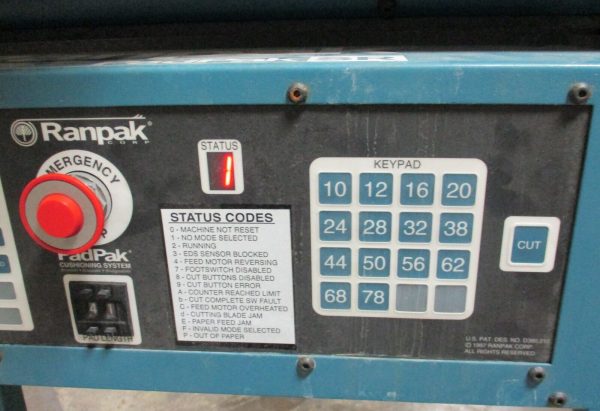 Ranpak
CORP
EMERGENCY
PadPak
CUSHIONING SYSTEM
PAD LENGTH
STATUS
1
STATUS CODES
0 - MACHINE NOT RESET
1 - NO MODE SELECTED
2 - RUNNING
3 - EDS SENSOR BLOCKED
4 - FEED MOTOR REVERSING
7 - FOOTSWITCH DISABLED
8 - CUT BUTTONS DISABLED
9 - CUT BUTTON ERROR
A - COUNTER REACHED LIMIT
b - CUT COMPLETE SW FAULT
C - FEED MOTOR OVERHEATED
d - CUTTING BLADE JAM
E - PAPER FEED JAM
F - INVALID MODE SELECTED
P - OUT OF PAPER
KEYPAD
10 12 16 20
24 28 32 38
44 50 56 62
68 78
CUT
U.S. PAT. DES. NO.
© 1997 RANPAK CORP.
ALL RIGHTS RESERVED